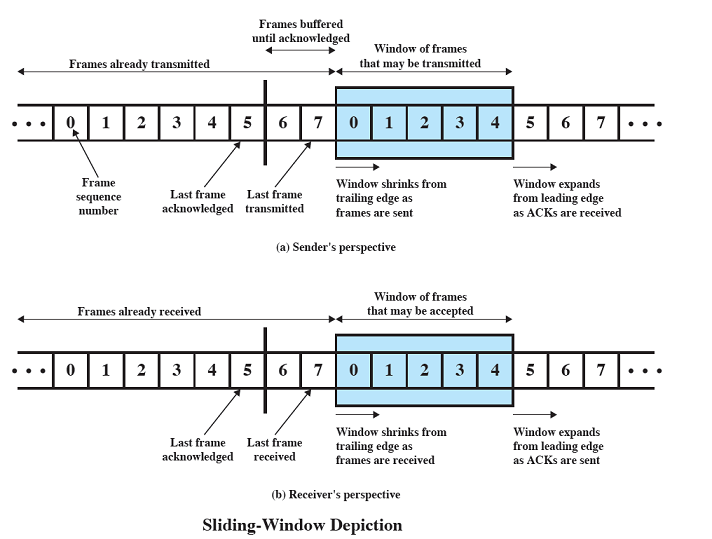 Frames buffered
until acknowledged
Window of frames
that may be transmitted
Frames already transmitted
• • • 0 1 2 3 4 5 6 7 0 1 2 3 4 5 6 7 • • •
Frame
sequence
number
Last frame
acknowledged
Last frame
transmitted
Window shrinks from
trailing edge as
frames are sent
Window expands
from leading edge
as ACKs are received
(a) Sender's perspective
Window of frames
that may be accepted
Frames already received
• • • 0 1 2 3 4 5 6 7 0 1 2 3 4 5 6 7 • • •
Last frame
acknowledged
Last frame
received
Window shrinks from
trailing edge as
frames are received
Window expands
from leading edge
as ACKs are sent
(b) Receiver's perspective
Sliding-Window Depiction